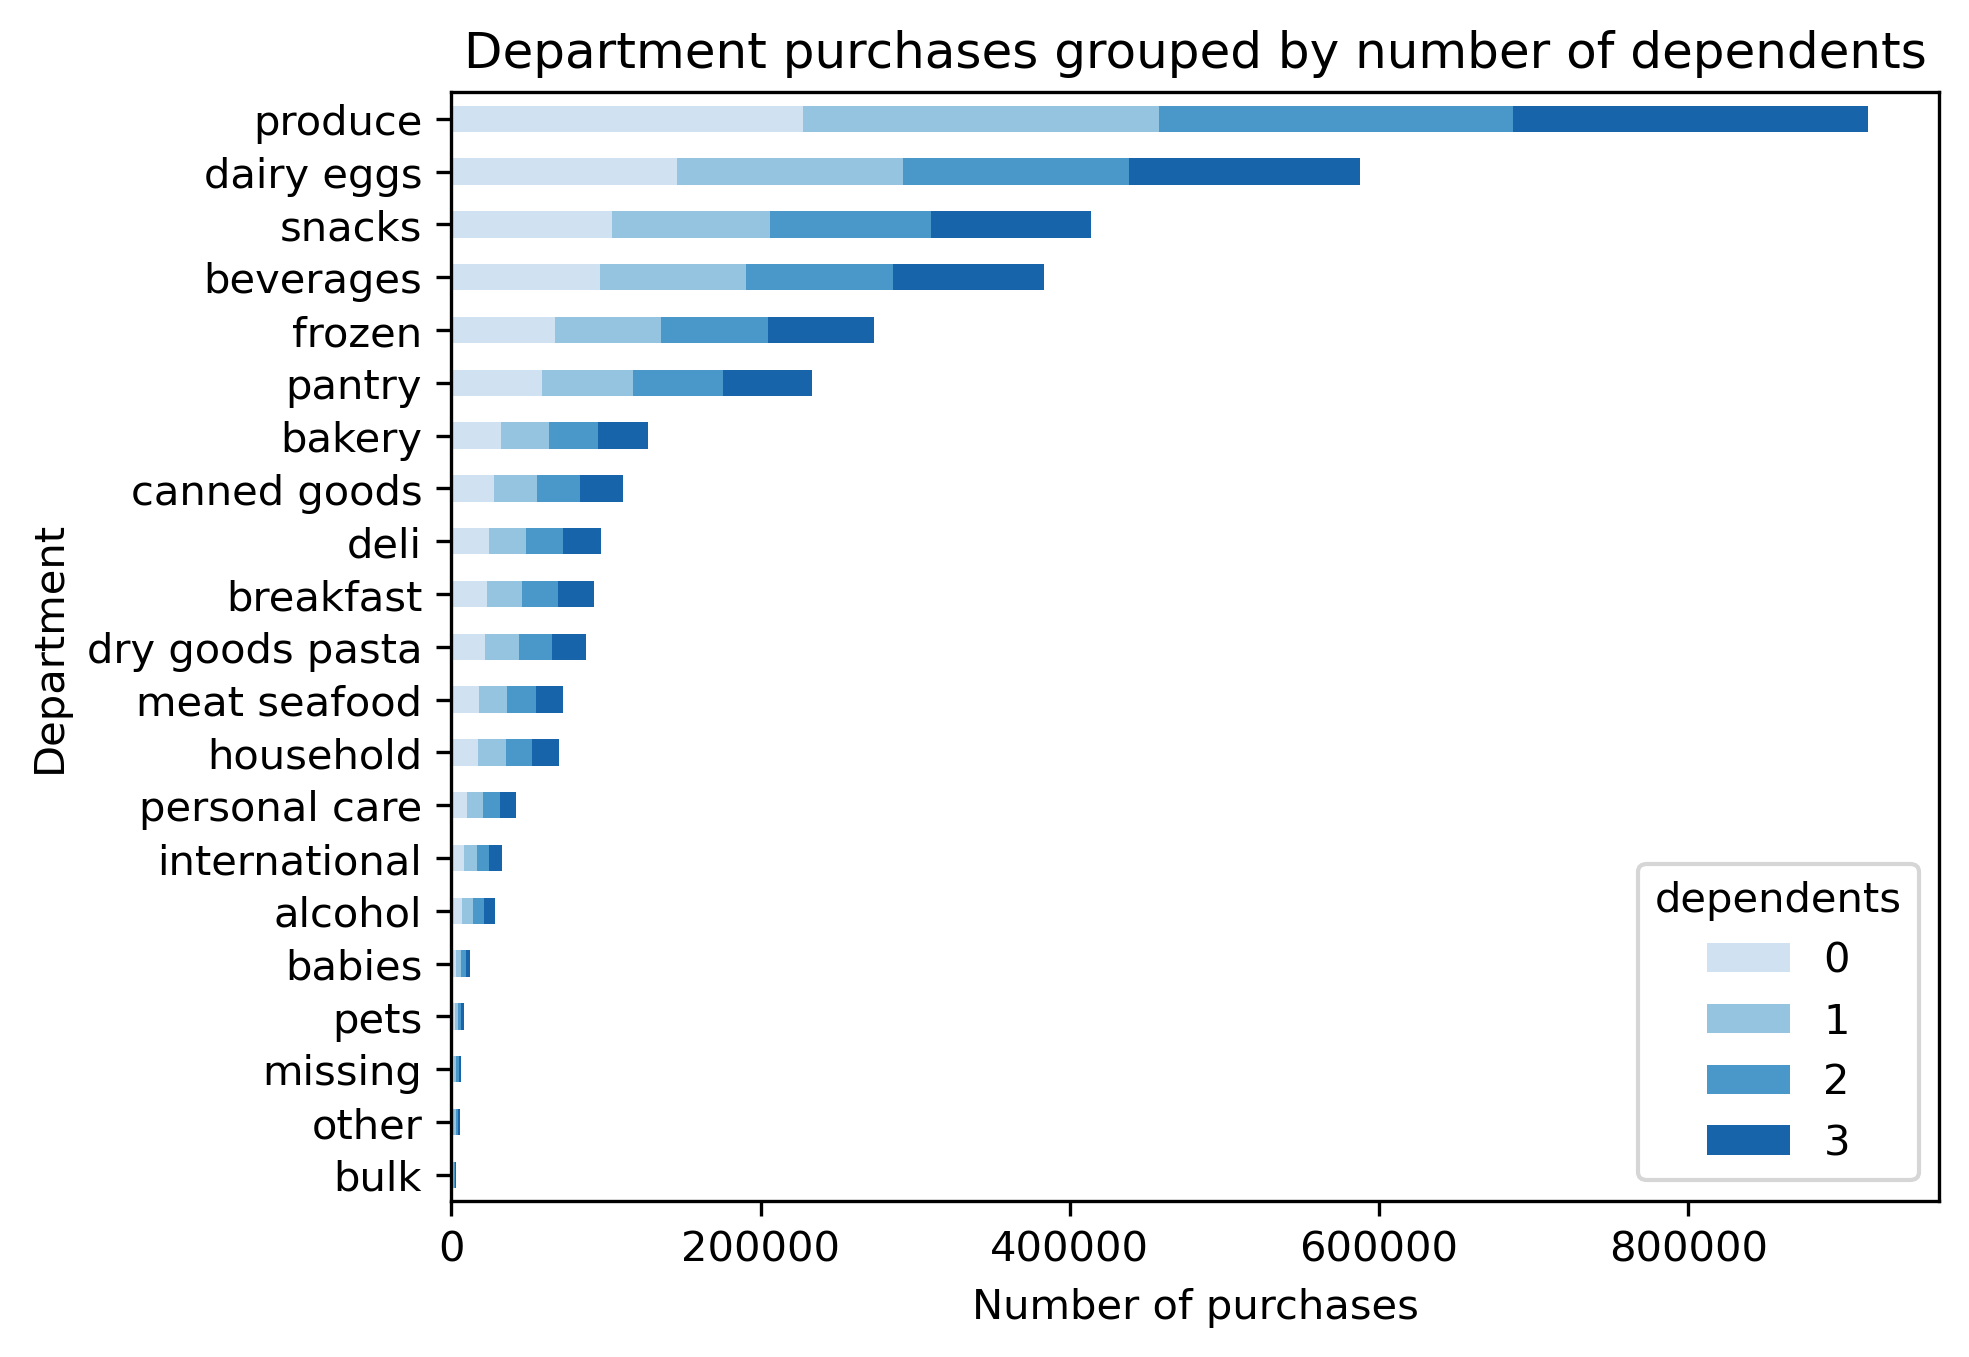 Department purchases grouped by number of dependents
produce
dairy eggs
snacks
beverages
frozen
pantry
bakery
canned goods
deli
breakfast
dry goods pasta
meat seafood
household
personal care
international
alcohol
babies
pets
missing
other
bulk
Department
0 200000 400000 600000 800000
Number of purchases
dependents
0
1
2
3